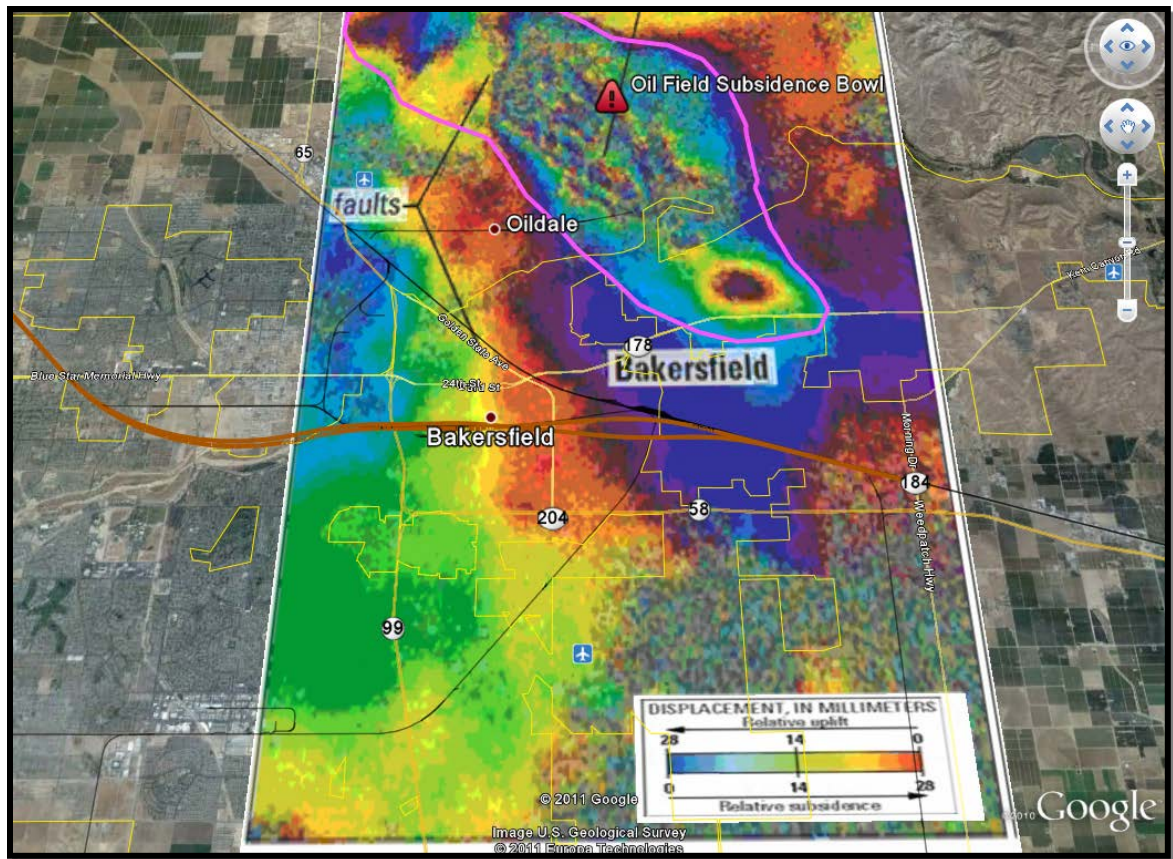 Oil Field Subsidence Bowl
65
faults
Oildale
Kern Canyon Rd
Golden State Ave
178
Bakersfield
Blue Star Memorial Hwy
24th St
Bakersfield
Morning Dr
184
204
58
Weedpatch Hwy
99
DISPLACEMENT, IN MILLIMETERS
Relative uplift
28 14 0
0 14 28
Relative subsidence
© 2011 Google
Image U.S. Geological Survey
© 2011 Europa Technologies
©2010 Google